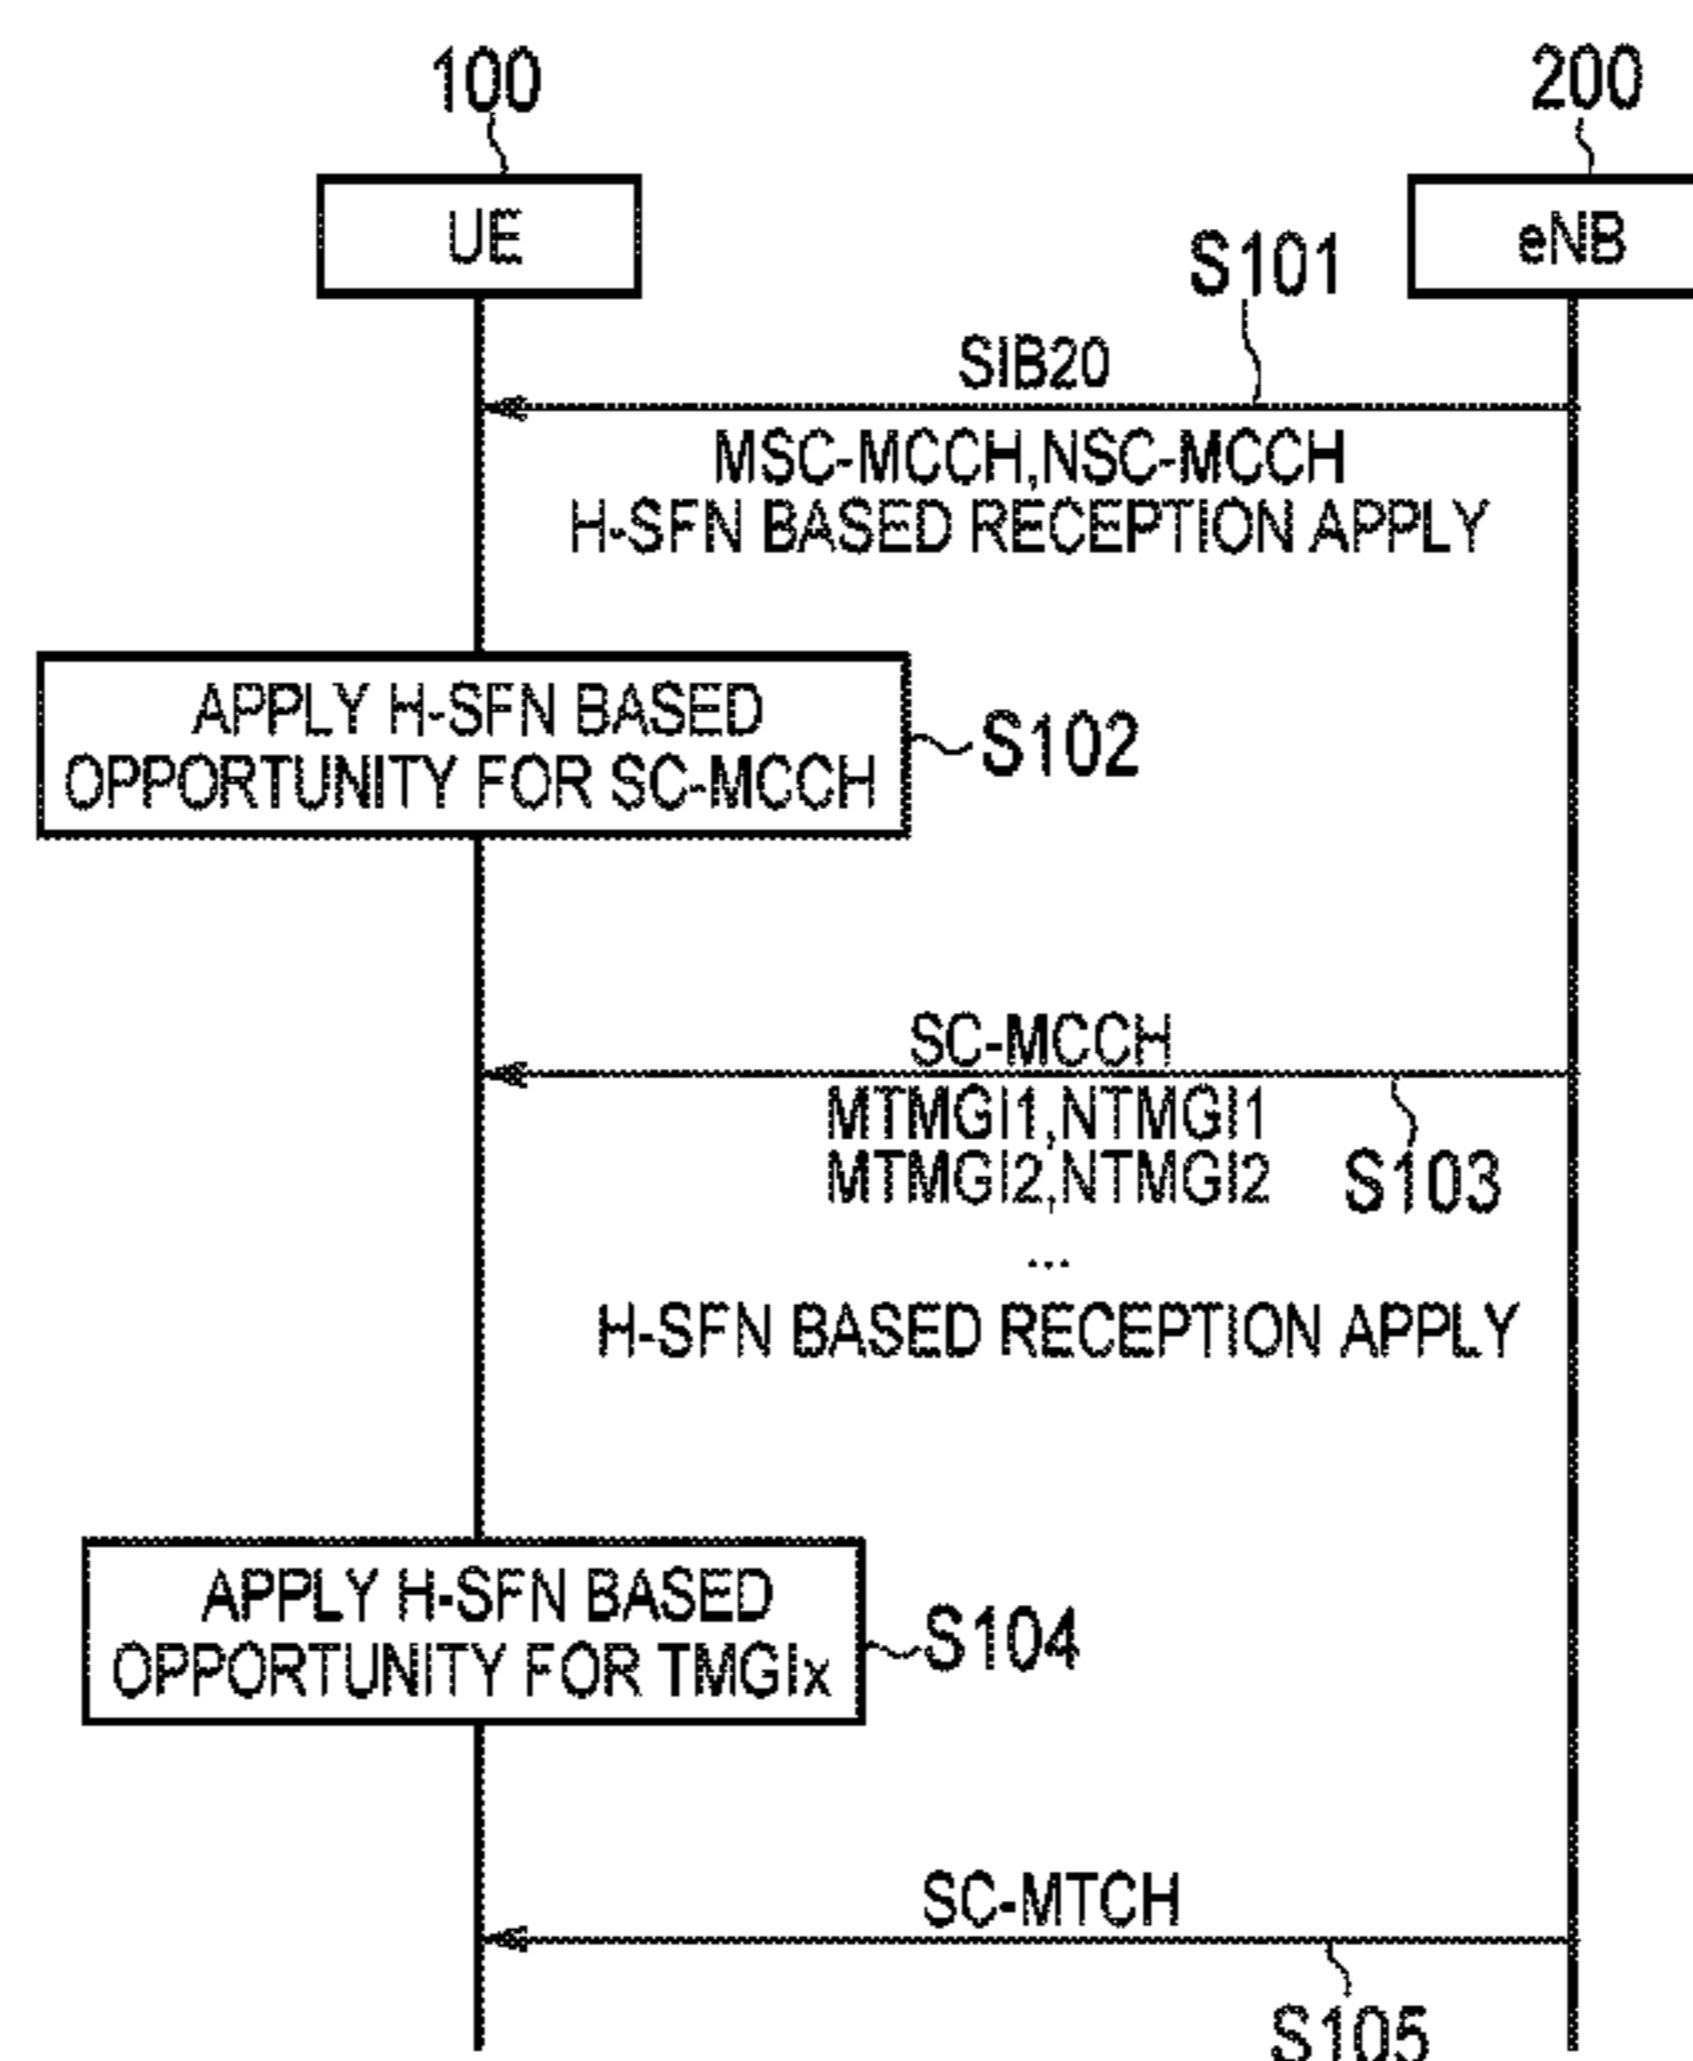 100
200
UE
eNB
S101
SIB20
MSC-MCCH,NSC-MCCH
H-SFN BASED RECEPTION APPLY
APPLY H-SFN BASED
OPPORTUNITY FOR SC-MCCH
S102
SC-MCCH
MTMGI1,NTMGI1
MTMGI2,NTMGI2
...
S103
H-SFN BASED RECEPTION APPLY
APPLY H-SFN BASED
OPPORTUNITY FOR TMGIx
S104
SC-MTCH
S105